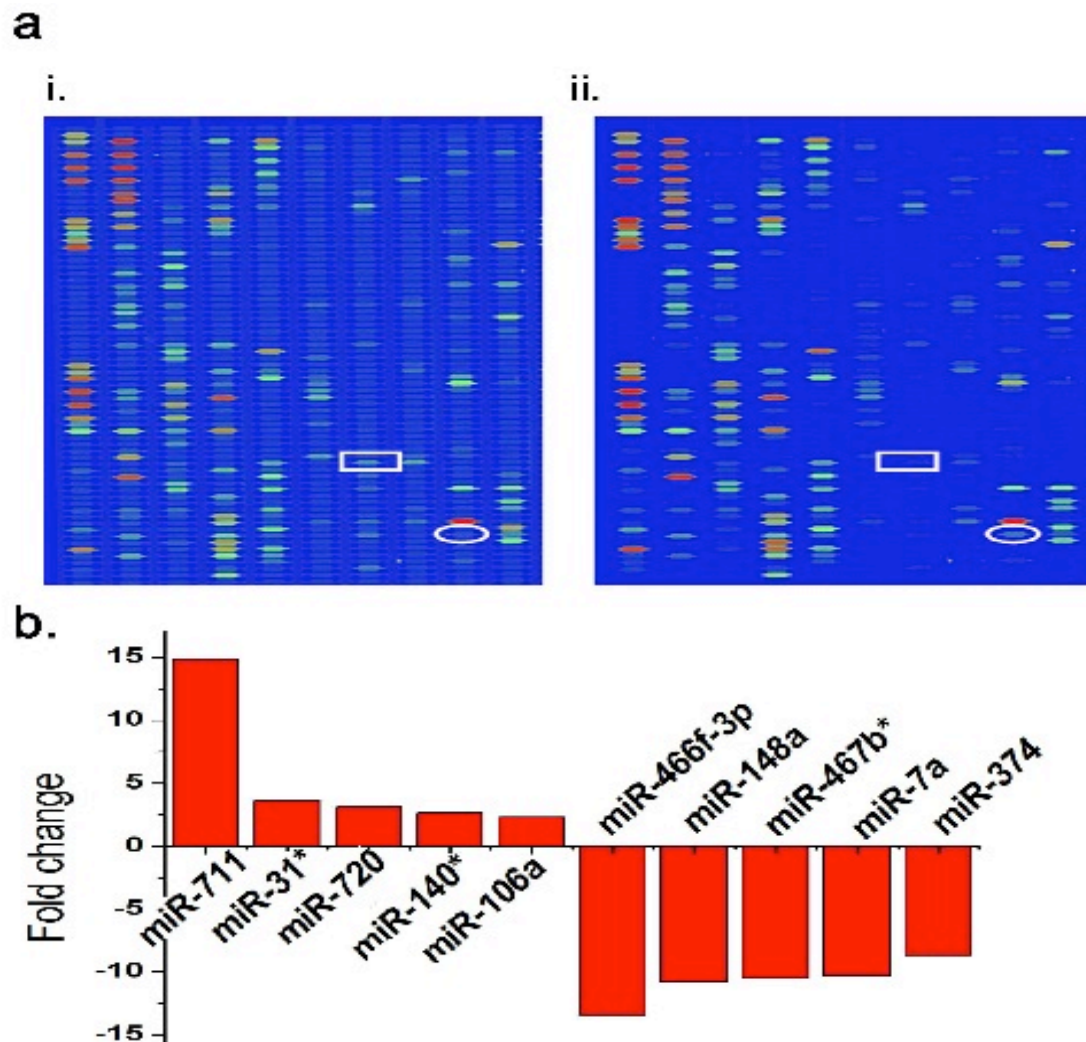 a
i.
ii.
b.
15
10
5
0
-5
-10
-15
Fold change
miR-711
miR-31*
miR-720
miR-140*
miR-106a
miR-466f-3p
miR-148a
miR-467b*
miR-7a
miR-374